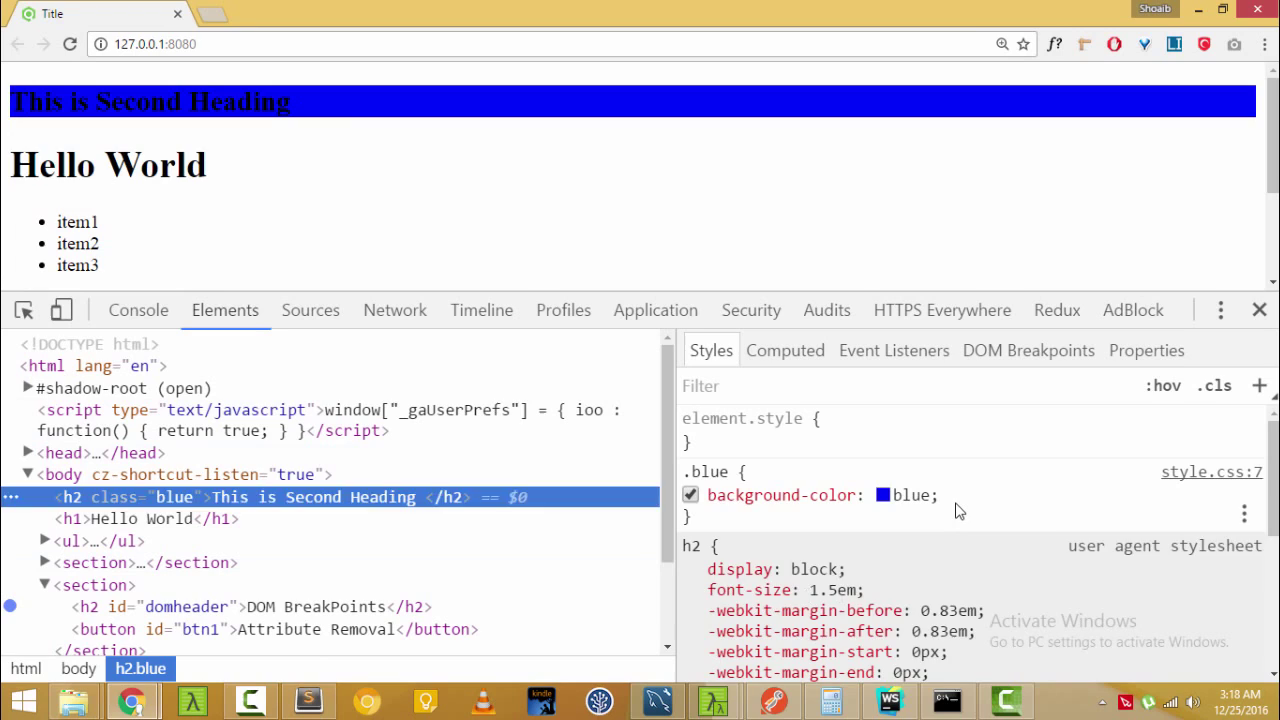 Title
Shoaib
127.0.0.1:8080
f?
LI
This is Second Heading
Hello World
• item1
• item2
• item3
Console Elements Sources Network Timeline Profiles Application Security Audits HTTPS Everywhere Redux AdBlock
<!DOCTYPE html>
<html lang="en">
#shadow-root (open)
<script type="text/javascript">window["_gaUserPrefs"] = { ioo :
function() { return true; } }</script>
<head>…</head>
<body cz-shortcut-listen="true">
<h2 class="blue">This is Second Heading </h2> == $0
<h1>Hello World</h1>
<ul>…</ul>
<section>…</section>
<section>
<h2 id="domheader">DOM BreakPoints</h2>
<button id="btn1">Attribute Removal</button>
</section>
html body h2.blue
Styles Computed Event Listeners DOM Breakpoints Properties
Filter :hov .cls +
element.style {
}
.blue { style.css:7
background-color: blue;
}
h2 { user agent stylesheet
display: block;
font-size: 1.5em;
-webkit-margin-before: 0.83em;
-webkit-margin-after: 0.83em;
-webkit-margin-start: 0px;
-webkit-margin-end: 0px;
Activate Windows
Go to PC settings to activate Windows.
kindle
WS
3:18 AM
12/25/2016